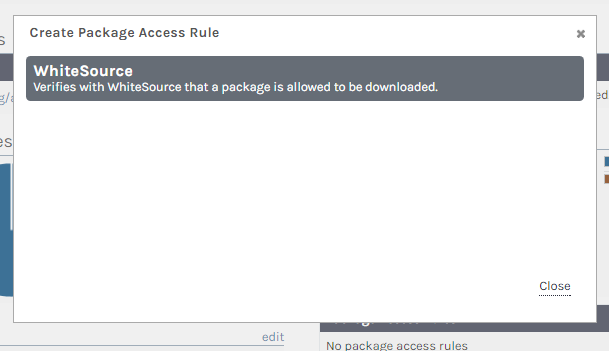 Create Package Access Rule
WhiteSource
Verifies with WhiteSource that a package is allowed to be downloaded.
Close
edit
No package access rules